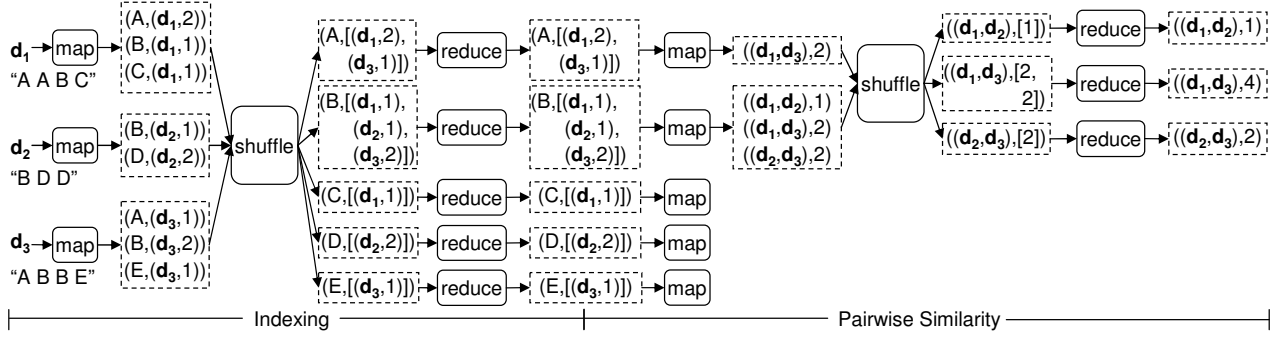 d1
map
"A A B C"
(A,(d1,2))
(B,(d1,1))
(C,(d1,1))
d2
map
"B D D"
(B,(d2,1))
(D,(d2,2))
d3
map
"A B B E"
(A,(d3,1))
(B,(d3,2))
(E,(d3,1))
shuffle
(A,[(d1,2),
(d3,1)])
reduce
(A,[(d1,2),
(d3,1)])
map
((d1,d3),2)
(B,[(d1,1),
(d2,1),
(d3,2)])
reduce
(B,[(d1,1),
(d2,1),
(d3,2)])
map
((d1,d2),1)
((d1,d3),2)
((d2,d3),2)
(C,[(d1,1)])
reduce
(C,[(d1,1)])
map
(D,[(d2,2)])
reduce
(D,[(d2,2)])
map
(E,[(d3,1)])
reduce
(E,[(d3,1)])
map
shuffle
((d1,d2),[1])
reduce
((d1,d2),1)
((d1,d3),[2,
2])
reduce
((d1,d3),4)
((d2,d3),[2])
reduce
((d2,d3),2)
Indexing
Pairwise Similarity